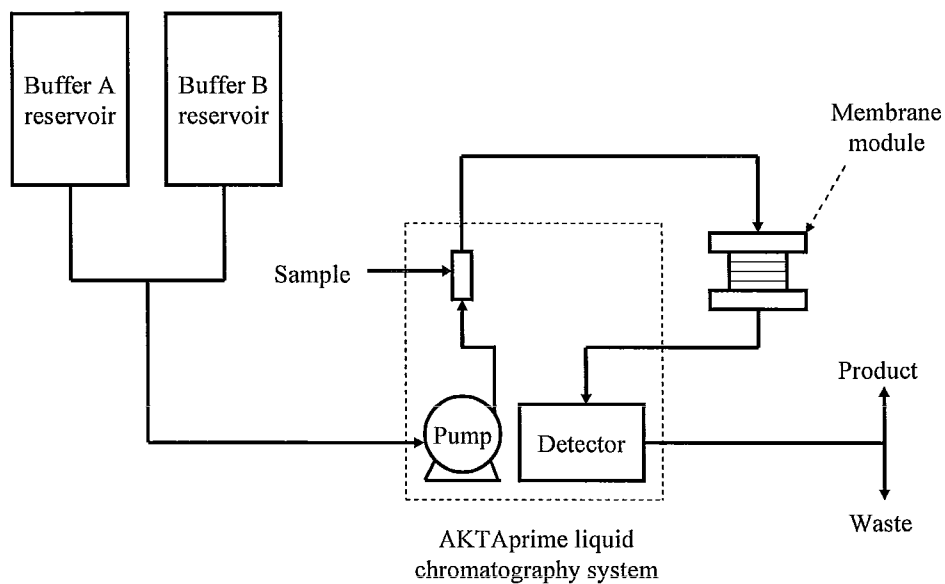 Buffer A
reservoir
Buffer B
reservoir
Membrane
module
Sample
Product
Pump
Detector
Waste
AKTAprime liquid
chromatography system